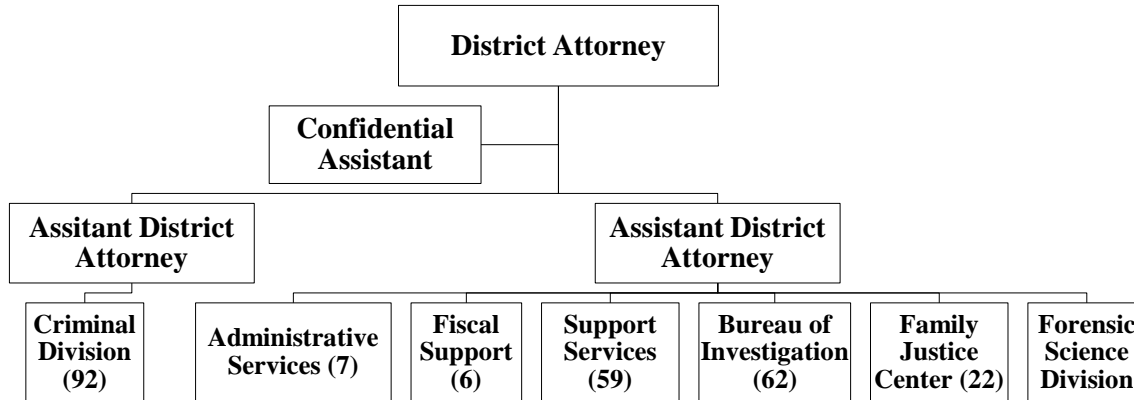 District Attorney
Confidential
Assistant
Assitant District
Attorney
Assistant District
Attorney
Criminal
Division
(92)
Administrative
Services (7)
Fiscal
Support
(6)
Support
Services
(59)
Bureau of
Investigation
(62)
Family
Justice
Center (22)
Forensic
Science
Division